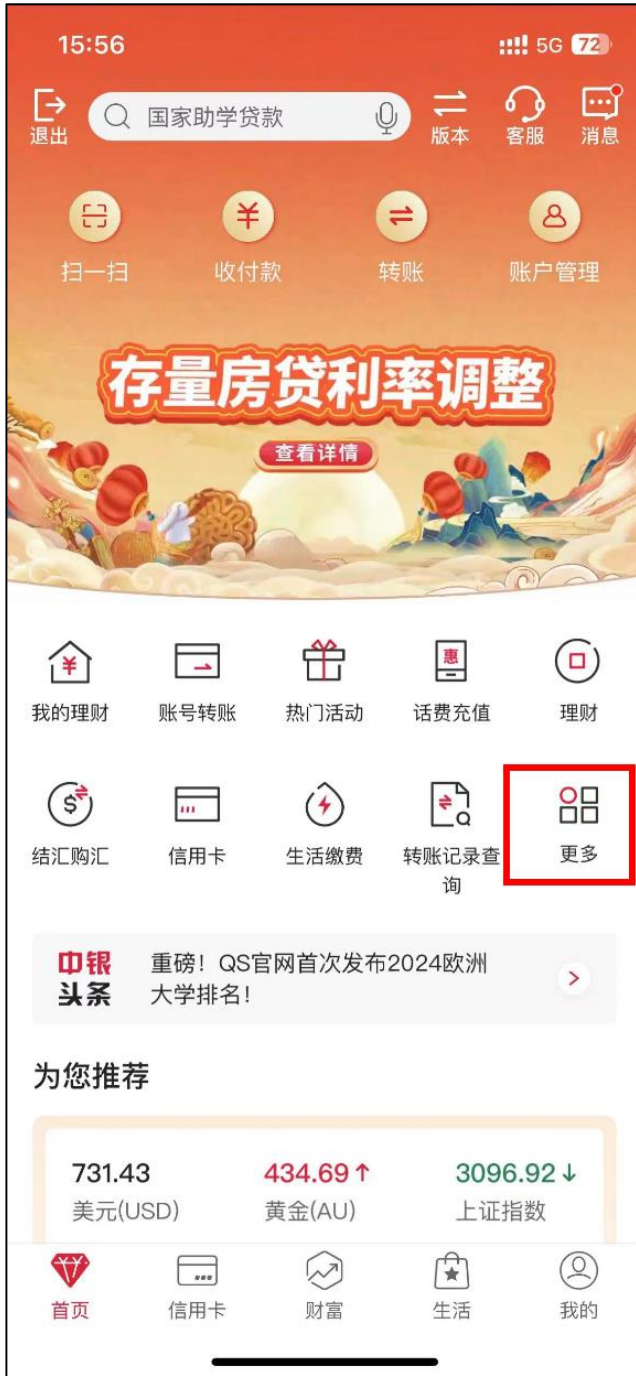 15:56
5G 72
退出
国家助学贷款
版本
客服
消息
扫一扫
收付款
转账
账户管理
存量房贷利率调整
查看详情
我的理财
账号转账
热门活动
惠
话费充值
理财
结汇购汇
信用卡
生活缴费
转账记录查
询
更多
中银
头条
重磅！QS官网首次发布2024欧洲
大学排名！
为您推荐
731.43
434.69↑
3096.92↓
美元(USD)
黄金(AU)
上证指数
首页
信用卡
财富
生活
我的